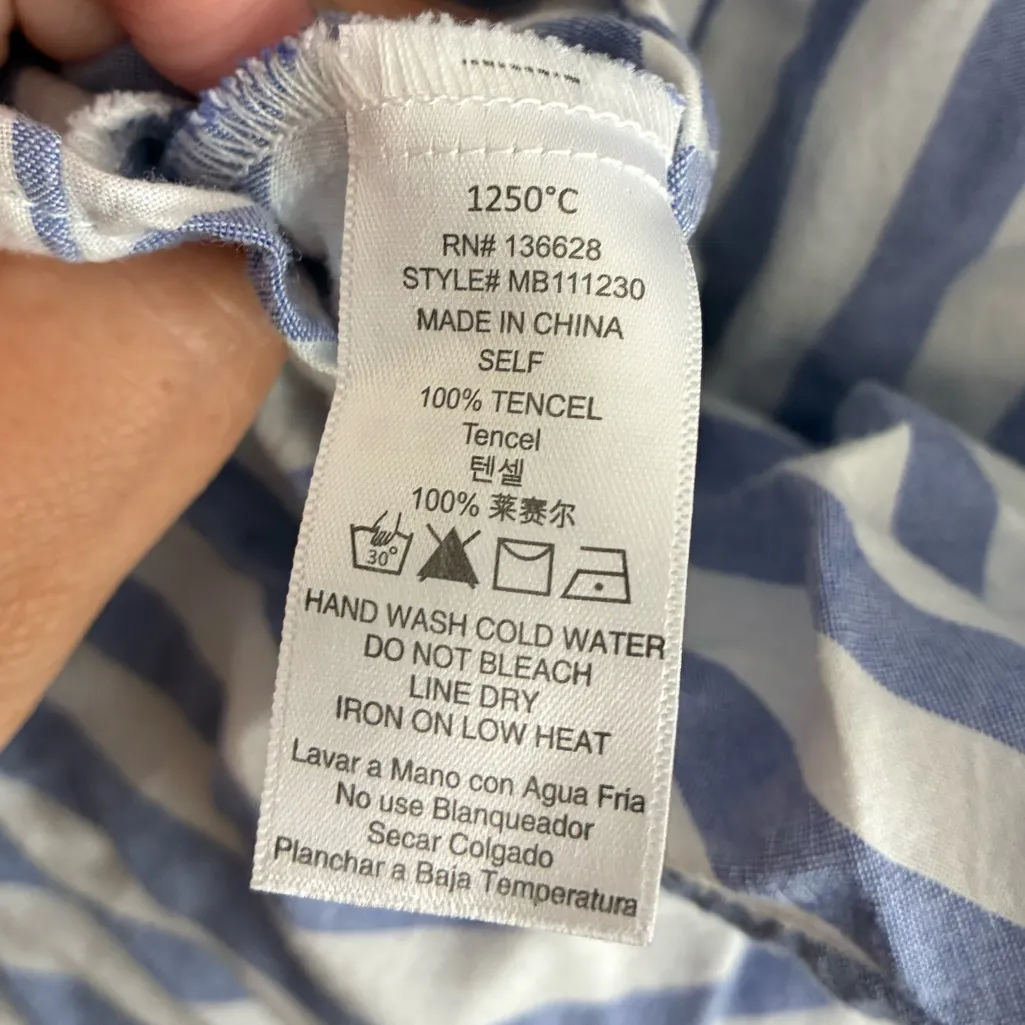 1250°C
RN# 136628
STYLE# MB111230
MADE IN CHINA
SELF
100% TENCEL
Tencel
텐셀
100% 莱赛尔
30°
HAND WASH COLD WATER
DO NOT BLEACH
LINE DRY
IRON ON LOW HEAT
Lavar a Mano con Agua Fría
No use Blanqueador
Secar Colgado
Planchar a Baja Temperatura